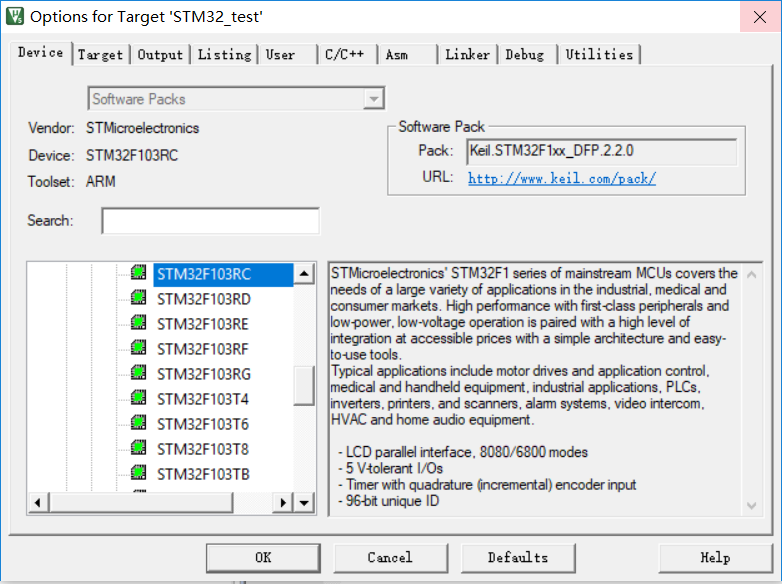 Options for Target 'STM32_test'
Device Target Output Listing User C/C++ Asm Linker Debug Utilities
Software Packs
Vendor: STMicroelectronics
Device: STM32F103RC
Toolset: ARM
Search:
Software Pack
Pack: Keil.STM32F1xx_DFP.2.2.0
URL: http://www.keil.com/pack/
STM32F103RC
STM32F103RD
STM32F103RE
STM32F103RF
STM32F103RG
STM32F103T4
STM32F103T6
STM32F103T8
STM32F103TB
STMicroelectronics' STM32F1 series of mainstream MCUs covers the
needs of a large variety of applications in the industrial, medical and
consumer markets. High performance with first-class peripherals and
low-power, low-voltage operation is paired with a high level of
integration at accessible prices with a simple architecture and easy-
to-use tools.
Typical applications include motor drives and application control,
medical and handheld equipment, industrial applications, PLCs,
inverters, printers, and scanners, alarm systems, video intercom,
HVAC and home audio equipment.
- LCD parallel interface, 8080/6800 modes
- 5 V-tolerant I/Os
- Timer with quadrature (incremental) encoder input
- 96-bit unique ID
OK Cancel Defaults Help